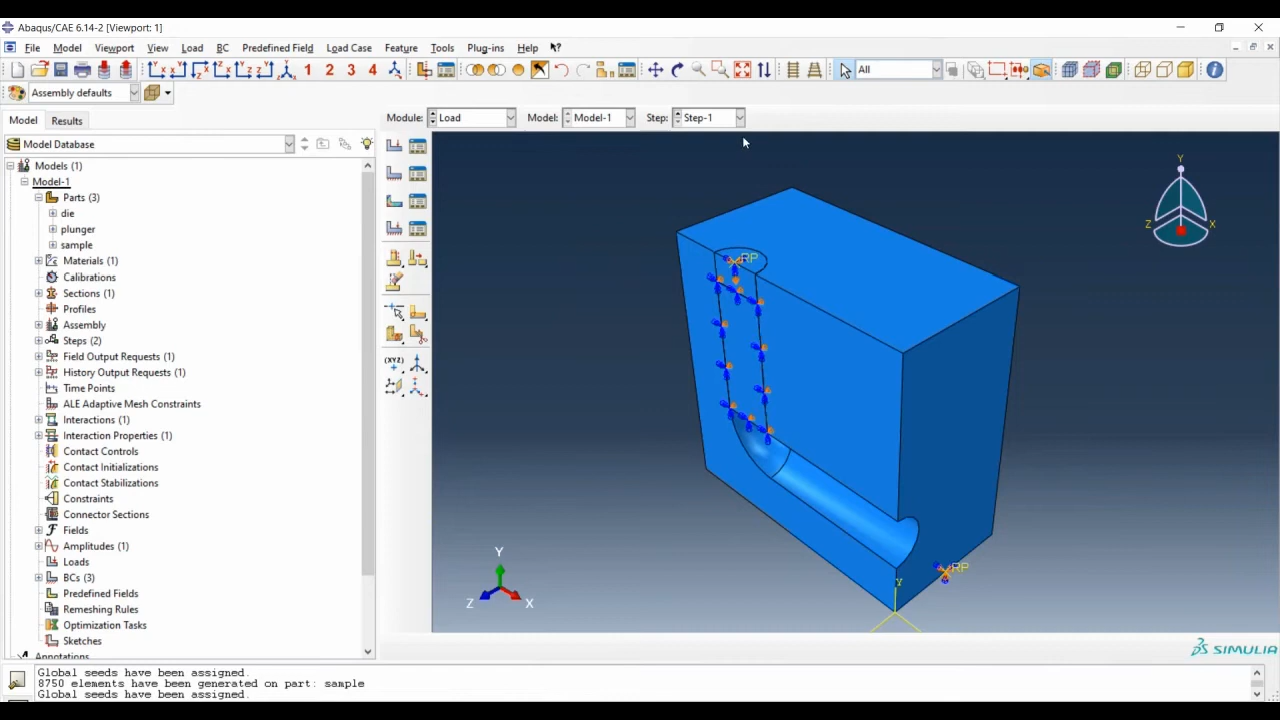 Abaqus/CAE 6.14-2 [Viewport: 1]
File Model Viewport View Load BC Predefined Field Load Case Feature Tools Plug-ins Help
1 2 3 4 All
Assembly defaults
Model Results Module: Load Model: Model-1 Step: Step-1
Model Database
Models (1)
Model-1
Parts (3)
die
plunger
sample
Materials (1)
Calibrations
Sections (1)
Profiles
Assembly
Steps (2)
Field Output Requests (1)
History Output Requests (1)
Time Points
ALE Adaptive Mesh Constraints
Interactions (1)
Interaction Properties (1)
Contact Controls
Contact Initializations
Contact Stabilizations
Constraints
Connector Sections
Fields
Amplitudes (1)
Loads
BCs (3)
Predefined Fields
Remeshing Rules
Optimization Tasks
Sketches
Annotations
(XYZ)
Y
Z X
RP
RP
Y
Y
Z X
SIMULIA
Global seeds have been assigned.
8750 elements have been generated on part: sample
Global seeds have been assigned.